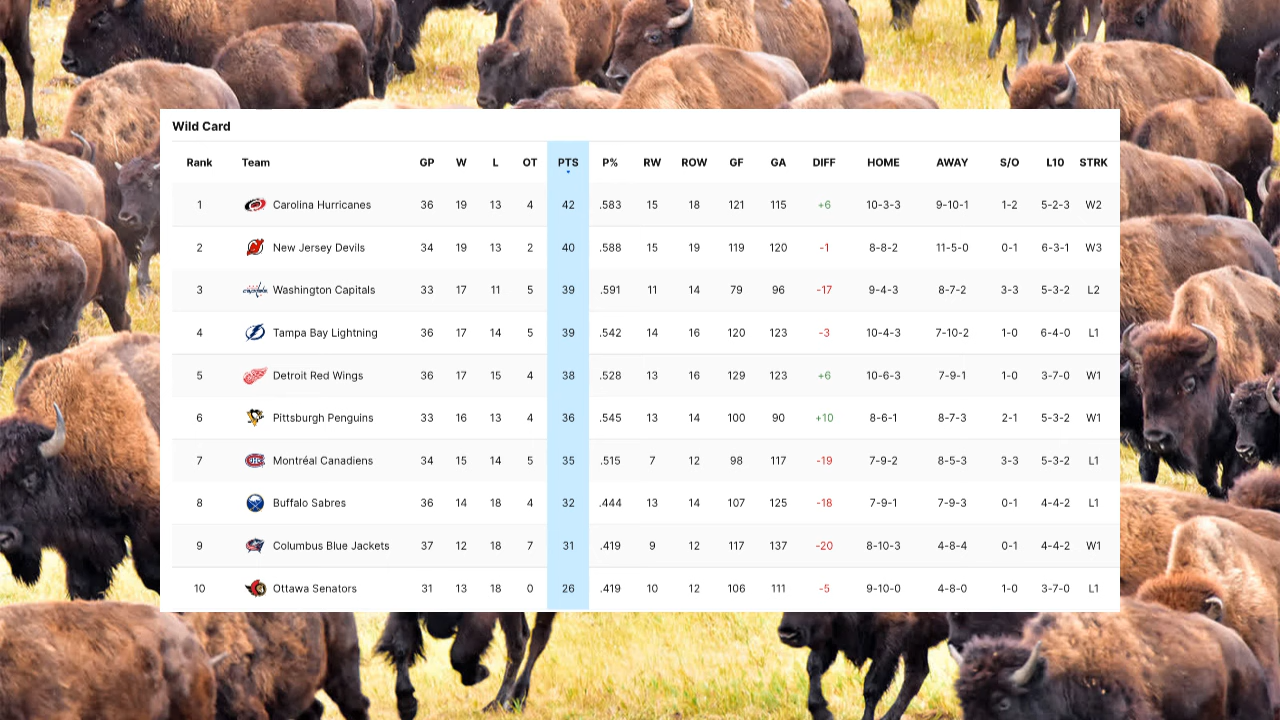 Wild Card
Rank Team GP W L OT PTS P% RW ROW GF GA DIFF HOME AWAY S/O L10 STRK
1 Carolina Hurricanes 36 19 13 4 42 .583 15 18 121 115 +6 10-3-3 9-10-1 1-2 5-2-3 W2
2 New Jersey Devils 34 19 13 2 40 .588 15 19 119 120 -1 8-8-2 11-5-0 0-1 6-3-1 W3
3 Washington Capitals 33 17 11 5 39 .591 11 14 79 96 -17 9-4-3 8-7-2 3-3 5-3-2 L2
4 Tampa Bay Lightning 36 17 14 5 39 .542 14 16 120 123 -3 10-4-3 7-10-2 1-0 6-4-0 L1
5 Detroit Red Wings 36 17 15 4 38 .528 13 16 129 123 +6 10-6-3 7-9-1 1-0 3-7-0 W1
6 Pittsburgh Penguins 33 16 13 4 36 .545 13 14 100 90 +10 8-6-1 8-7-3 2-1 5-3-2 W1
7 Montréal Canadiens 34 15 14 5 35 .515 7 12 98 117 -19 7-9-2 8-5-3 3-3 5-3-2 L1
8 Buffalo Sabres 36 14 18 4 32 .444 13 14 107 125 -18 7-9-1 7-9-3 0-1 4-4-2 L1
9 Columbus Blue Jackets 37 12 18 7 31 .419 9 12 117 137 -20 8-10-3 4-8-4 0-1 4-4-2 W1
10 Ottawa Senators 31 13 18 0 26 .419 10 12 106 111 -5 9-10-0 4-8-0 1-0 3-7-0 L1